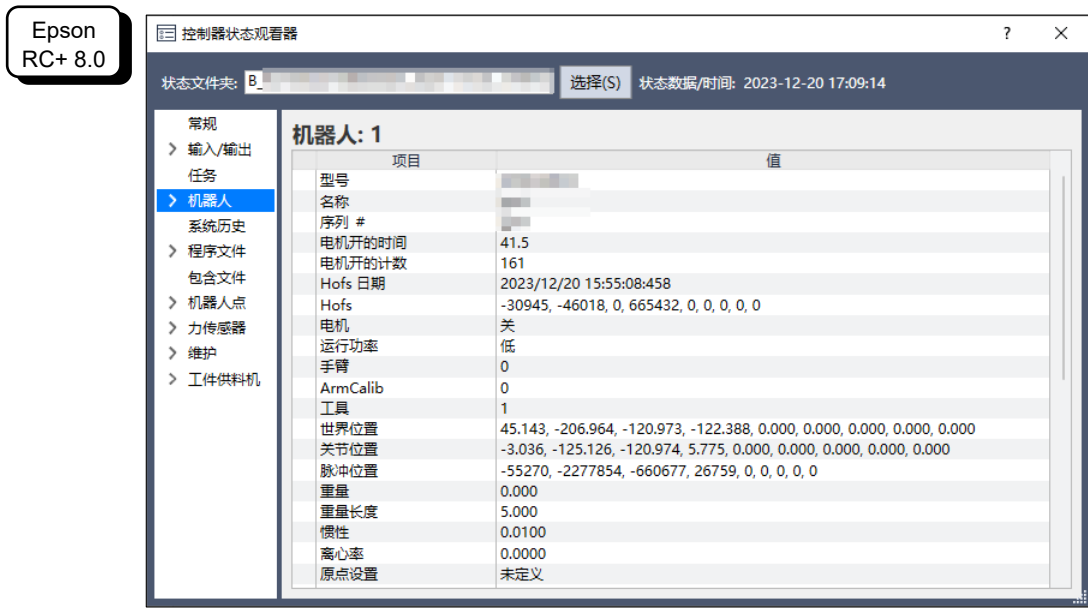 Epson
RC+ 8.0
控制器状态观看器
状态文件夹: B_ 选择(S) 状态数据/时间: 2023-12-20 17:09:14
常规
输入/输出
任务
机器人
系统历史
程序文件
包含文件
机器人点
力传感器
维护
工件供料机
机器人: 1
项目 值
型号
名称
序列 #
电机开的时间 41.5
电机开的计数 161
Hofs 日期 2023/12/20 15:55:08:458
Hofs -30945, -46018, 0, 665432, 0, 0, 0, 0, 0
电机 关
运行功率 低
手臂 0
ArmCalib 0
工具 1
世界位置 45.143, -206.964, -120.973, -122.388, 0.000, 0.000, 0.000, 0.000, 0.000
关节位置 -3.036, -125.126, -120.974, 5.775, 0.000, 0.000, 0.000, 0.000, 0.000
脉冲位置 -55270, -2277854, -660677, 26759, 0, 0, 0, 0, 0
重量 0.000
重量长度 5.000
惯性 0.0100
离心率 0.0000
原点设置 未定义